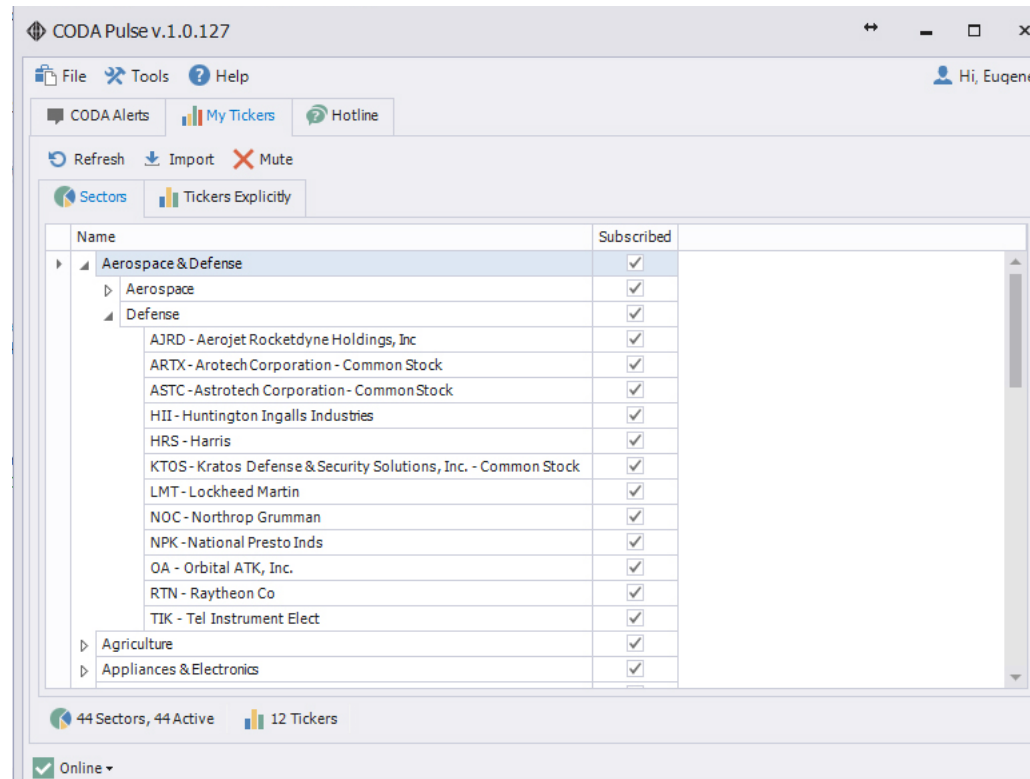 CODA Pulse v.1.0.127
File Tools Help Hi, Eugene
CODA Alerts My Tickers Hotline
Refresh Import Mute
Sectors Tickers Explicitly
Name Subscribed
Aerospace & Defense
Aerospace
Defense
AJRD - Aerojet Rocketdyne Holdings, Inc
ARTX - Arotech Corporation - Common Stock
ASTC - Astrotech Corporation - Common Stock
HII - Huntington Ingalls Industries
HRS - Harris
KTOS - Kratos Defense & Security Solutions, Inc. - Common Stock
LMT - Lockheed Martin
NOC - Northrop Grumman
NPK - National Presto Inds
OA - Orbital ATK, Inc.
RTN - Raytheon Co
TIK - Tel Instrument Elect
Agriculture
Appliances & Electronics
44 Sectors, 44 Active 12 Tickers
Online